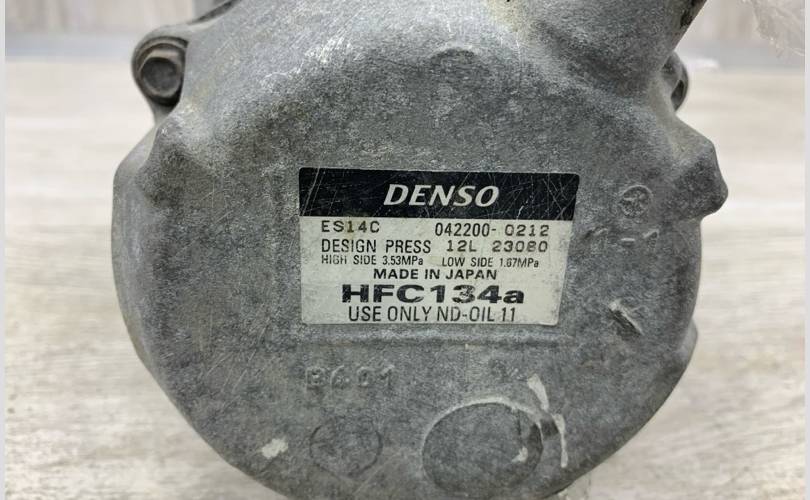 DENSO
ES14C 042200-0212
DESIGN PRESS 12L 23080
HIGH SIDE 3.53MPa LOW SIDE 1.67MPa
MADE IN JAPAN
HFC134a
USE ONLY ND-OIL 11
B601